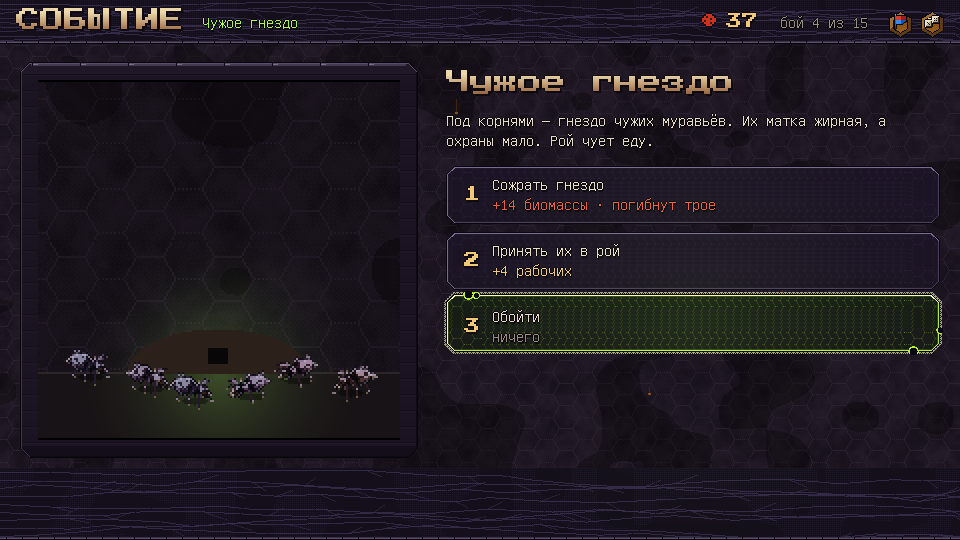 СОБЫТИЕ Чужое гнездо 37 бой 4 из 15
Чужое гнездо
Под корнями — гнездо чужих муравьёв. Их матка жирная, а
охраны мало. Рой чует еду.
1 Сожрать гнездо
+14 биомассы · погибнут трое
2 Принять их в рой
+4 рабочих
3 Обойти
ничего